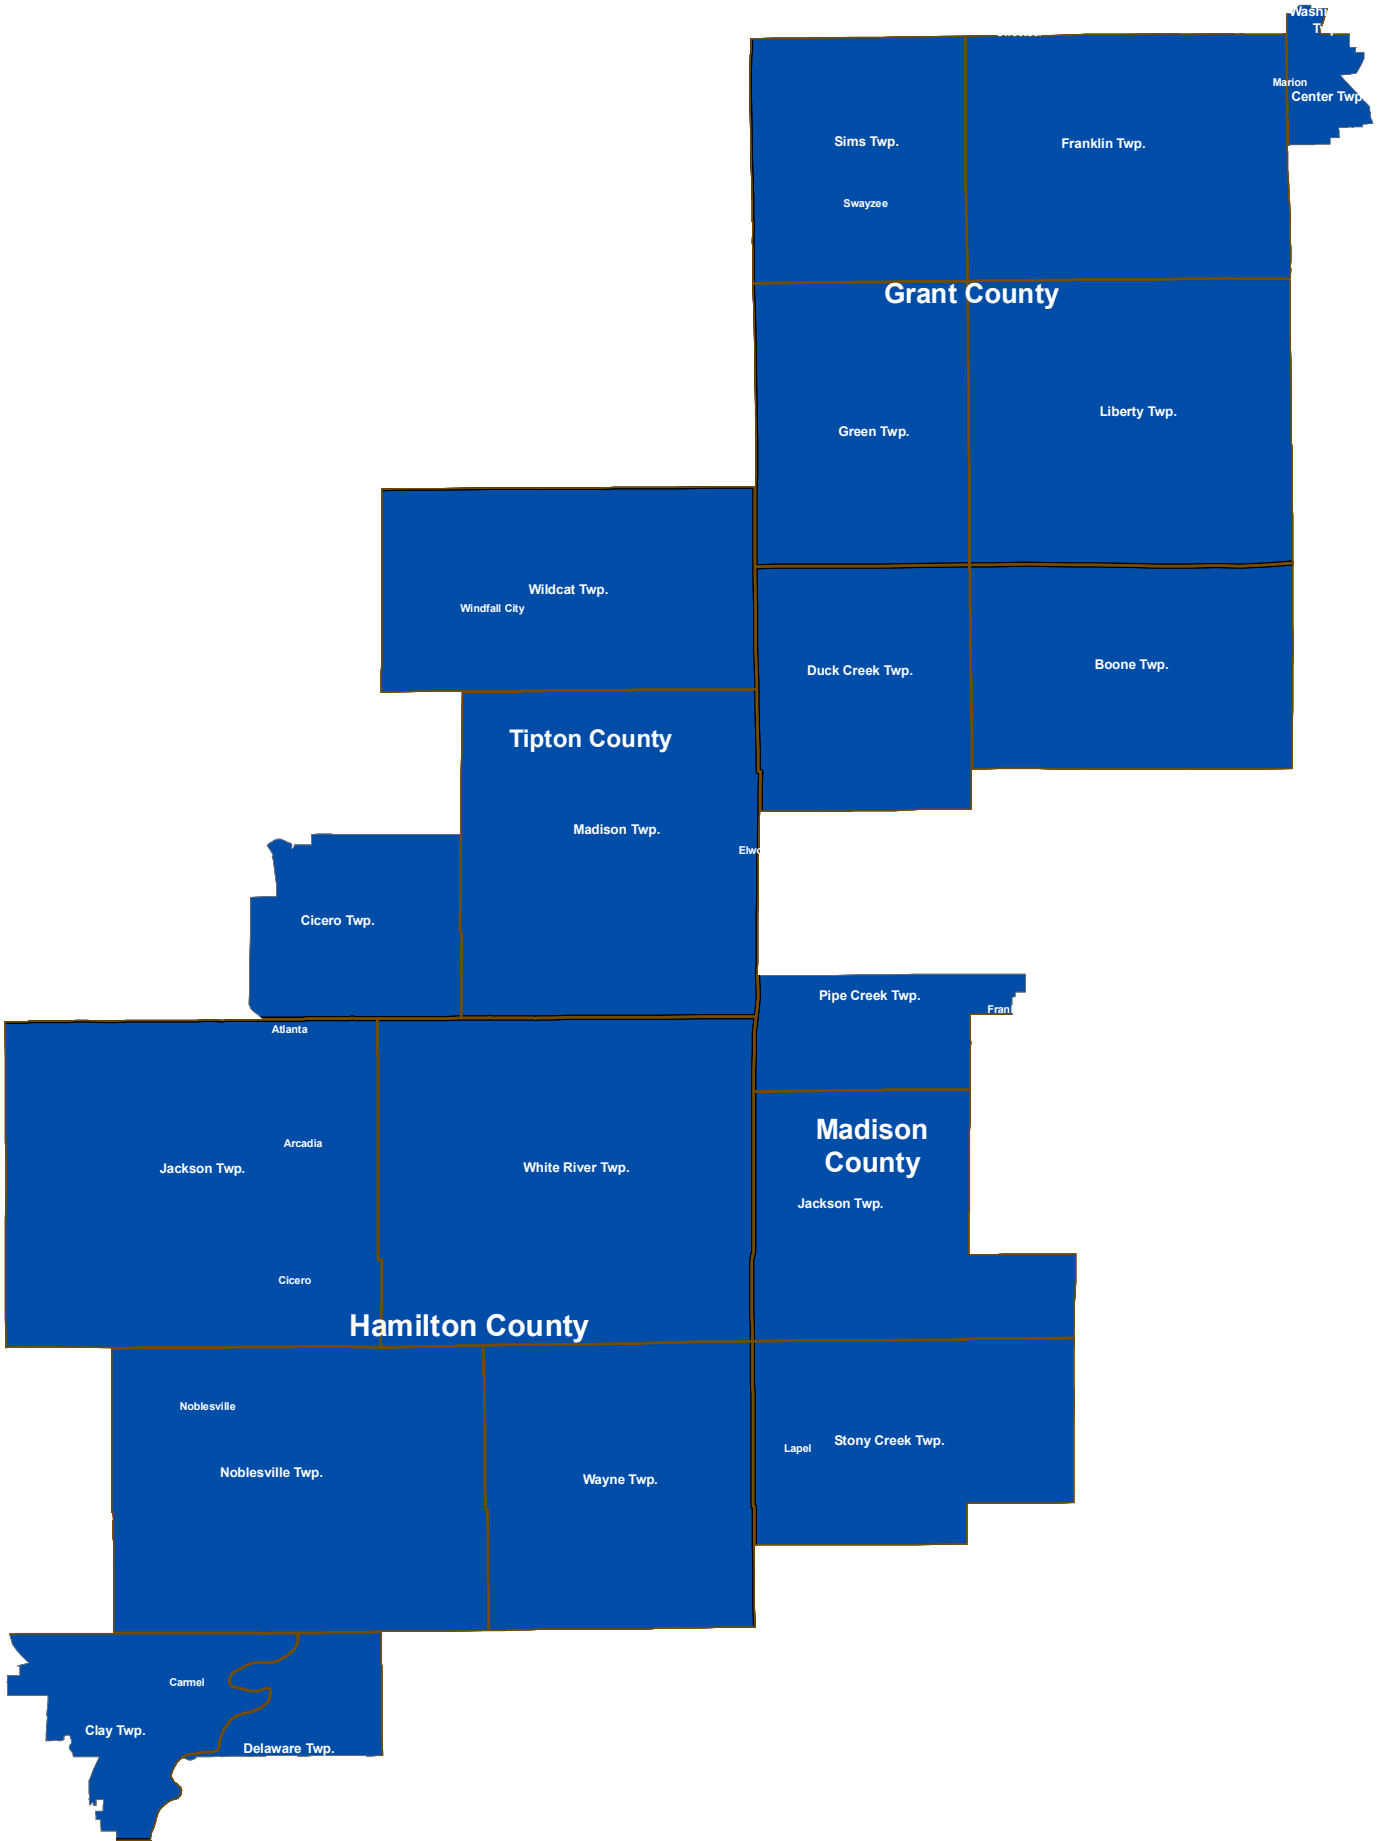 Marion
Center Twp.
Sims Twp.
Franklin Twp.
Swayzee
Grant County
Green Twp.
Liberty Twp.
Wildcat Twp.
Windfall City
Duck Creek Twp.
Boone Twp.
Tipton County
Madison Twp.
Cicero Twp.
Pipe Creek Twp.
Atlanta
Madison
County
Arcadia
Jackson Twp.
White River Twp.
Jackson Twp.
Cicero
Hamilton County
Noblesville
Noblesville Twp.
Wayne Twp.
Lapel
Stony Creek Twp.
Carmel
Clay Twp.
Delaware Twp.